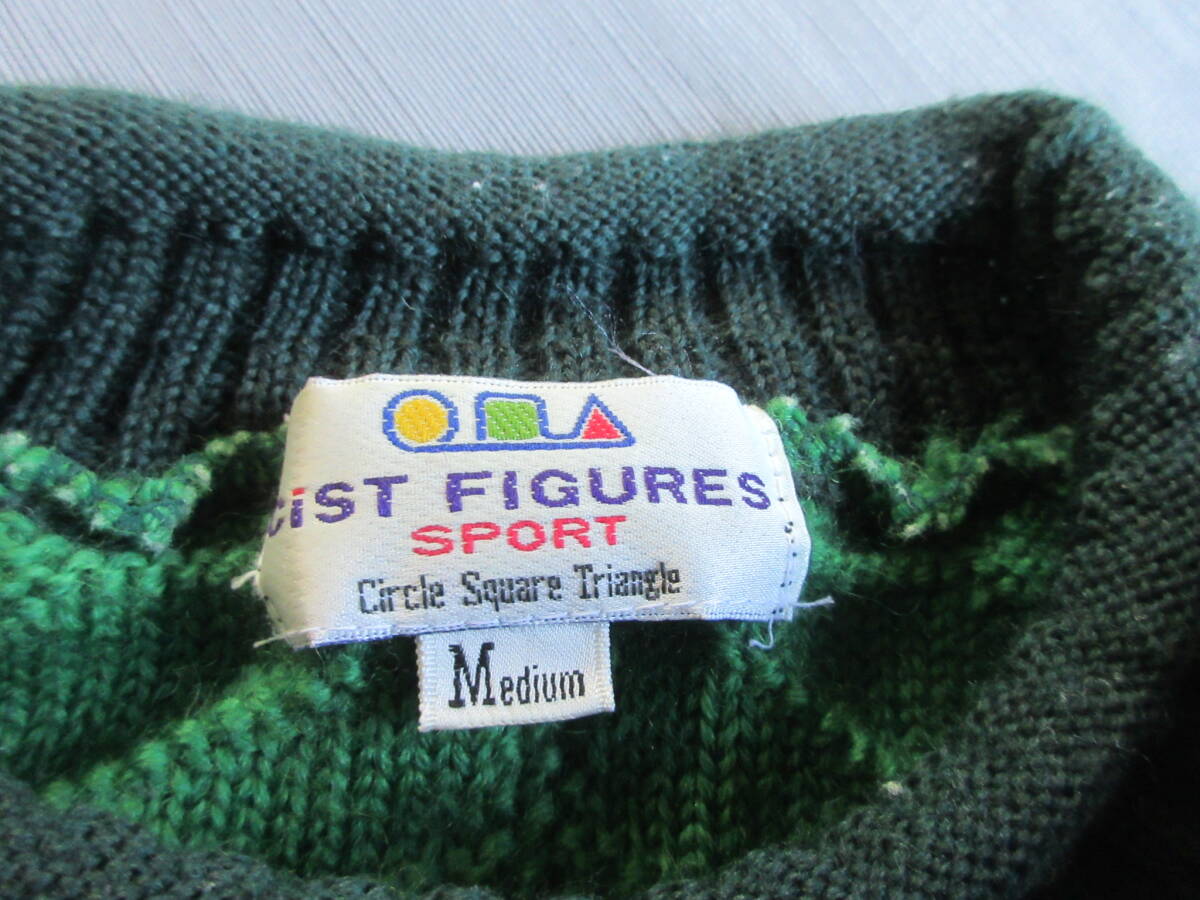 CiST FIGURES
SPORT
Circle Square Triangle
Medium